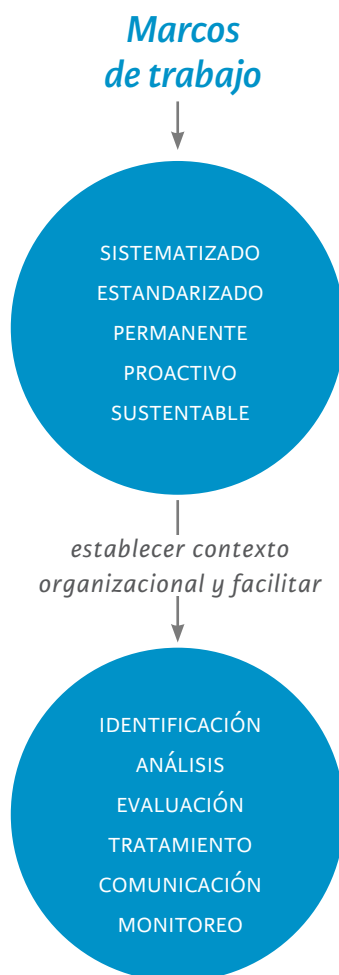 Marcos
de trabajo
SISTEMATIZADO
ESTANDARIZADO
PERMANENTE
PROACTIVO
SUSTENTABLE
establecer contexto
organizacional y facilitar
IDENTIFICACIÓN
ANÁLISIS
EVALUACIÓN
TRATAMIENTO
COMUNICACIÓN
MONITOREO